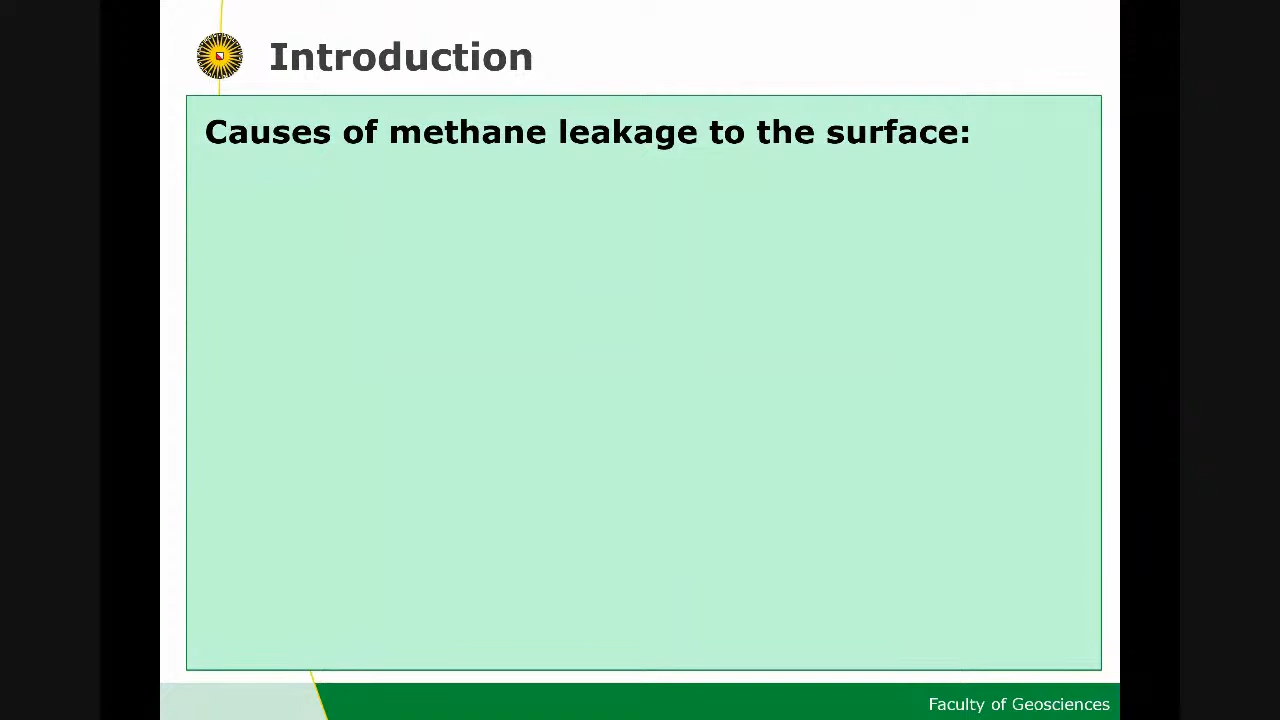 Introduction
Causes of methane leakage to the surface:
Faculty of Geosciences